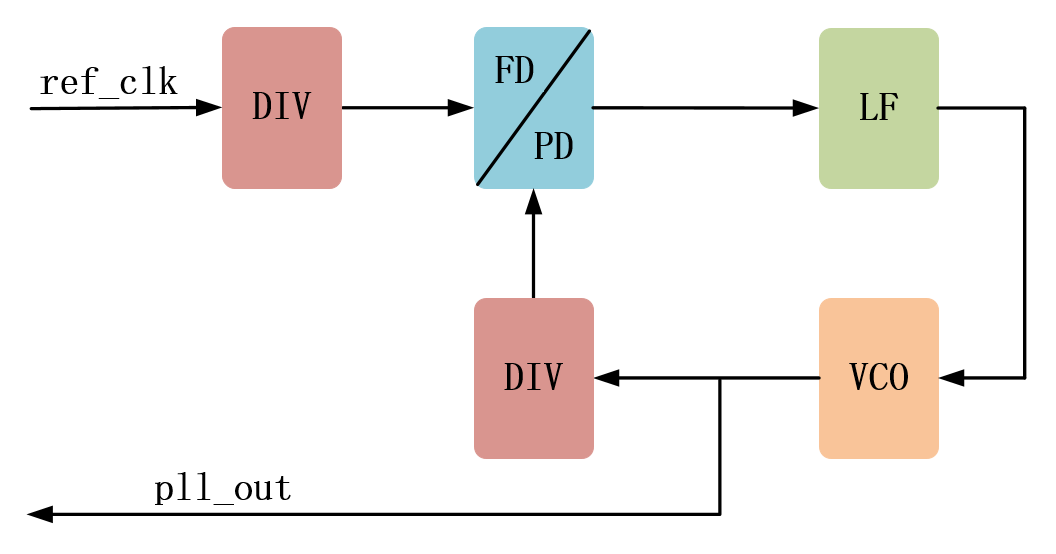 ref_clk
DIV
FD
PD
LF
DIV
VCO
pll_out